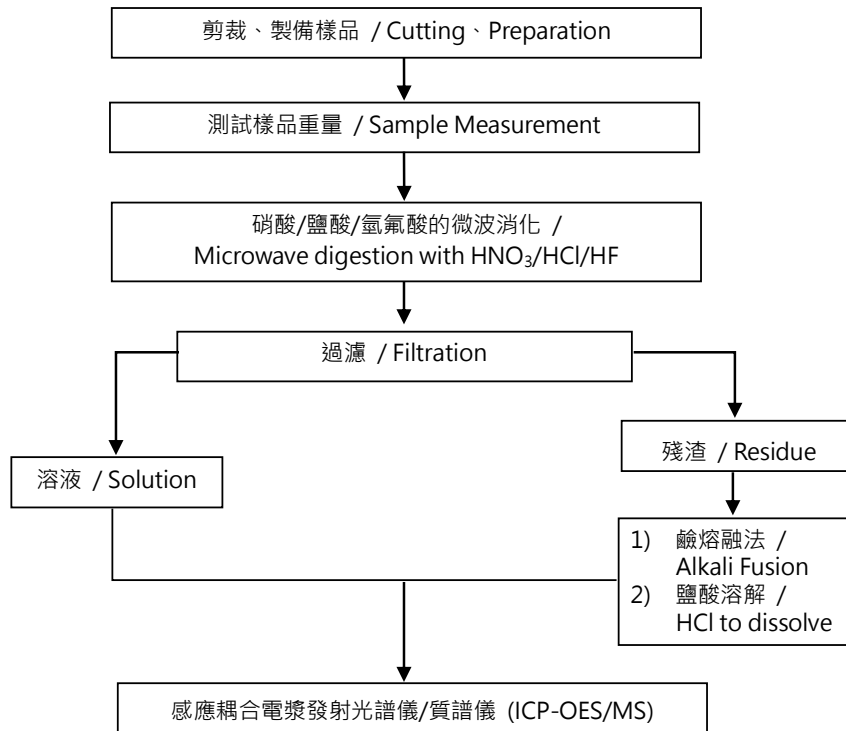 剪裁、製備樣品 / Cutting、Preparation
測試樣品重量 / Sample Measurement
硝酸/鹽酸/氫氟酸的微波消化 /
Microwave digestion with HNO₃/HCl/HF
過濾 / Filtration
溶液 / Solution
殘渣 / Residue
1) 鹼熔融法 /
Alkali Fusion
2) 鹽酸溶解 /
HCl to dissolve
感應耦合電漿發射光譜儀/質譜儀 (ICP-OES/MS)